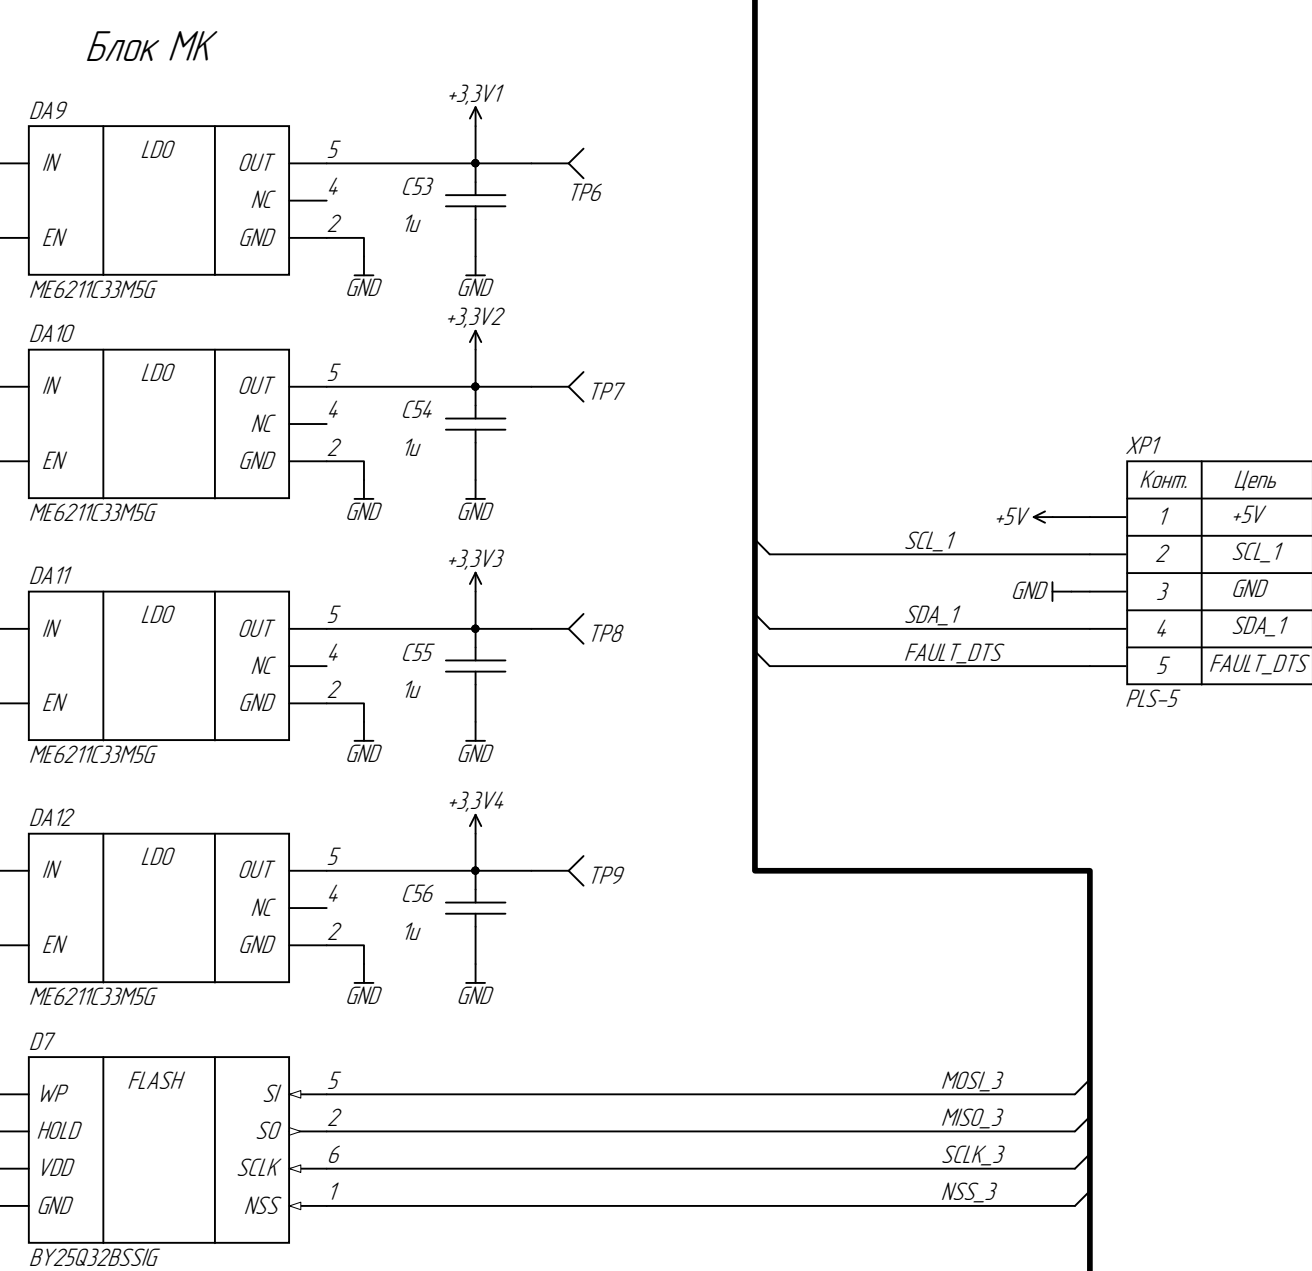 Блок МК
DA9
IN
LDO
OUT
5
NC
4
EN
GND
2
ME6211C33M5G
GND
+3,3V1
C53
1u
GND
TP6
DA10
IN
LDO
OUT
5
NC
4
EN
GND
2
ME6211C33M5G
GND
+3,3V2
C54
1u
GND
TP7
DA11
IN
LDO
OUT
5
NC
4
EN
GND
2
ME6211C33M5G
GND
+3,3V3
C55
1u
GND
TP8
DA12
IN
LDO
OUT
5
NC
4
EN
GND
2
ME6211C33M5G
GND
+3,3V4
C56
1u
GND
TP9
D7
WP
FLASH
SI
5
MOSI_3
HOLD
SO
2
MISO_3
VDD
SCLK
6
SCLK_3
GND
NSS
1
NSS_3
BY25Q32BSSIG
XP1
Конт. Цепь
+5V 1 +5V
SCL_1 2 SCL_1
GND 3 GND
SDA_1 4 SDA_1
FAULT_DTS 5 FAULT_DTS
PLS-5